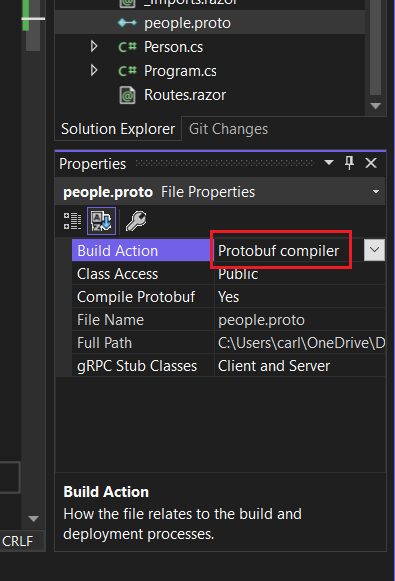 _Imports.razor
people.proto
C# Person.cs
C# Program.cs
Routes.razor
Solution Explorer Git Changes
Properties
people.proto File Properties
Build Action Protobuf compiler
Class Access Public
Compile Protobuf Yes
File Name people.proto
Full Path C:\Users\carl\OneDrive\D
gRPC Stub Classes Client and Server
Build Action
How the file relates to the build and
deployment processes.
CRLF